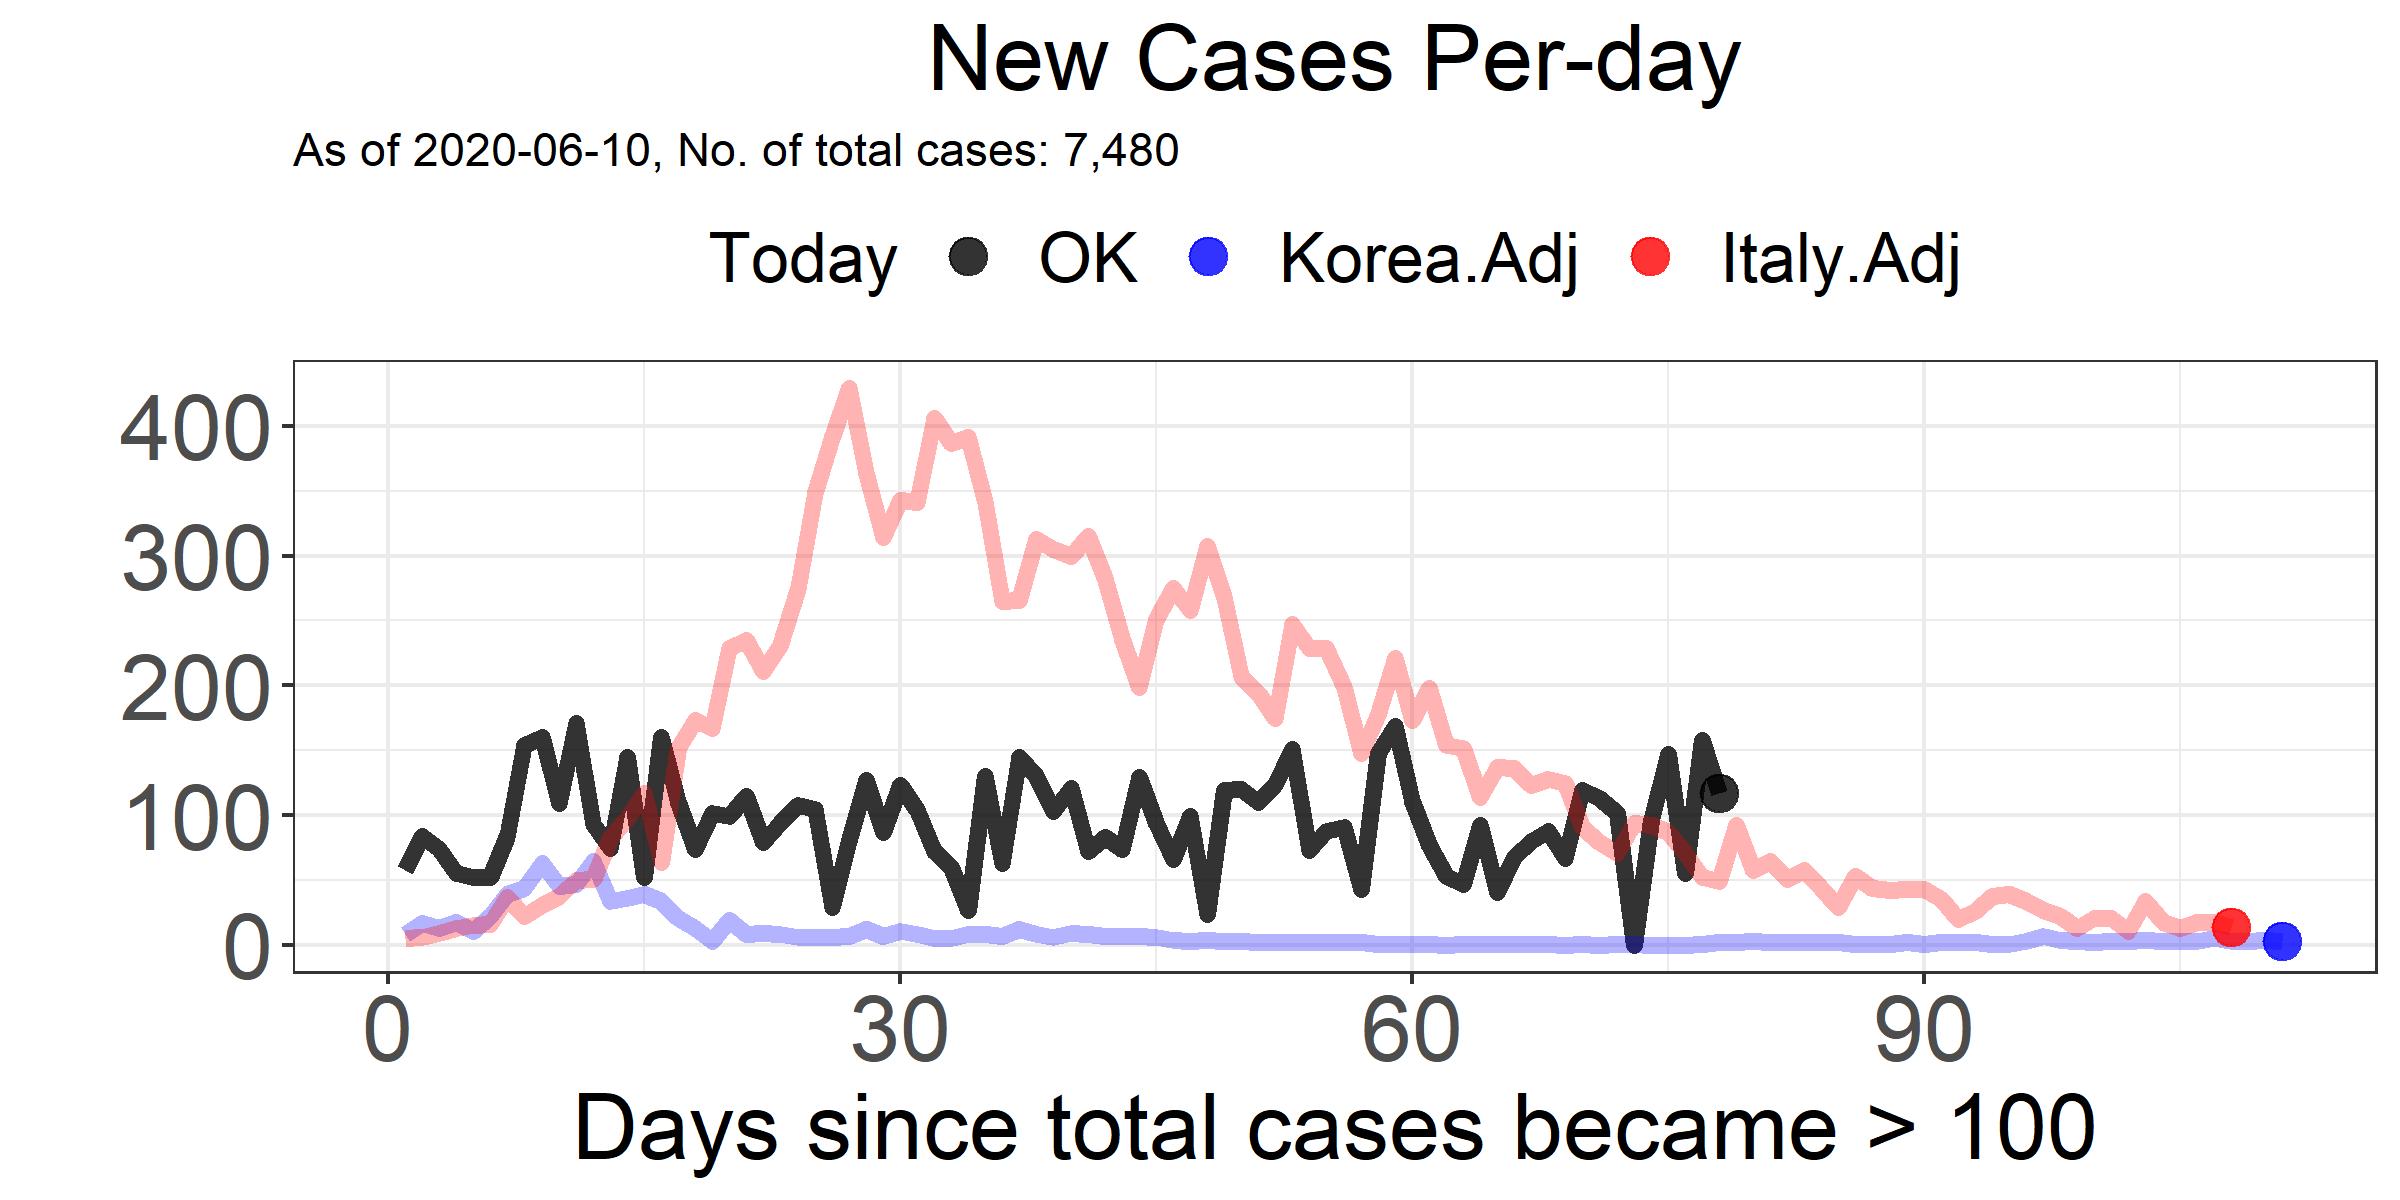 New Cases Per-day
As of 2020-06-10, No. of total cases: 7,480
Today OK Korea.Adj Italy.Adj
400
300
200
100
0
0 30 60 90
Days since total cases became > 100